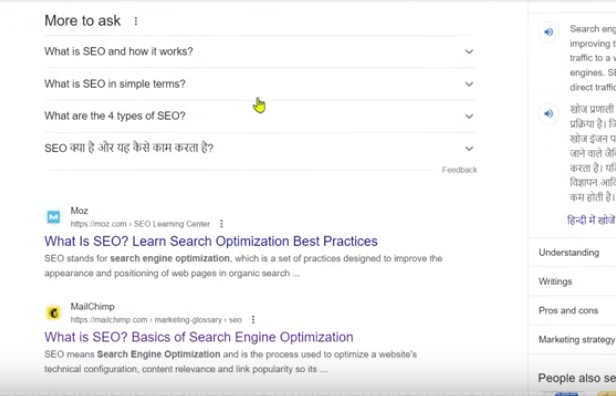 More to ask
What is SEO and how it works?
What is SEO in simple terms?
What are the 4 types of SEO?
SEO क्या है और यह कैसे काम करता है?
Feedback
Moz
https://moz.com › SEO Learning Center
What Is SEO? Learn Search Optimization Best Practices
SEO stands for search engine optimization, which is a set of practices designed to improve the
appearance and positioning of web pages in organic search ...
MailChimp
https://mailchimp.com › marketing-glossary › seo
What is SEO? Basics of Search Engine Optimization
SEO means Search Engine Optimization and is the process used to optimize a website's
technical configuration, content relevance and link popularity so its ...
Search eng
improving t
traffic to a
engines. SE
direct traffic
खोज प्रणाली
प्रक्रिया है। जि
खोज इंजन प
जाने वाले जै
करता है। यदि
विज्ञापन आदि
कम होती है।
हिन्दी में खोजें
Understanding
Writings
Pros and cons
Marketing strategy
People also se